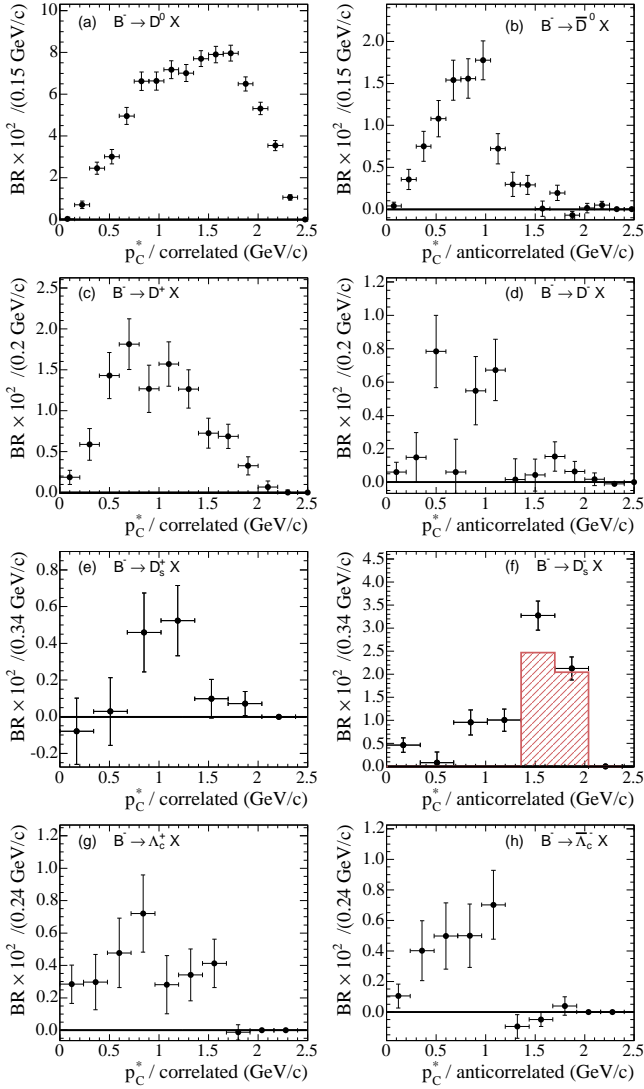 (a) B⁻ → D⁰ X
BR × 10² /(0.15 GeV/c)
10
8
6
4
2
0
0 0.5 1 1.5 2 2.5
p*_C / correlated (GeV/c)
(b) B⁻ → D̅⁰ X
BR × 10² /(0.15 GeV/c)
2.0
1.5
1.0
0.5
0.0
0 0.5 1 1.5 2 2.5
p*_C / anticorrelated (GeV/c)
(c) B⁻ → D⁺ X
BR × 10² /(0.2 GeV/c)
2.5
2.0
1.5
1.0
0.5
0.0
0 0.5 1 1.5 2 2.5
p*_C / correlated (GeV/c)
(d) B⁻ → D⁻ X
BR × 10² /(0.2 GeV/c)
1.2
1.0
0.8
0.6
0.4
0.2
0.0
0 0.5 1 1.5 2 2.5
p*_C / anticorrelated (GeV/c)
(e) B⁻ → D_s⁺ X
BR × 10² /(0.34 GeV/c)
0.8
0.6
0.4
0.2
0.0
-0.2
0 0.5 1 1.5 2 2.5
p*_C / correlated (GeV/c)
(f) B⁻ → D_s⁻ X
BR × 10² /(0.34 GeV/c)
4.5
3.5
3.0
2.5
2.0
1.5
1.0
0.5
0.0
0 0.5 1 1.5 2 2.5
p*_C / anticorrelated (GeV/c)
(g) B⁻ → Λ_c⁺ X
BR × 10² /(0.24 GeV/c)
1.2
1.0
0.8
0.6
0.4
0.2
0.0
0 0.5 1 1.5 2 2.5
p*_C / correlated (GeV/c)
(h) B⁻ → Λ̅_c⁻ X
BR × 10² /(0.24 GeV/c)
1.2
1.0
0.8
0.6
0.4
0.2
0.0
0 0.5 1 1.5 2 2.5
p*_C / anticorrelated (GeV/c)